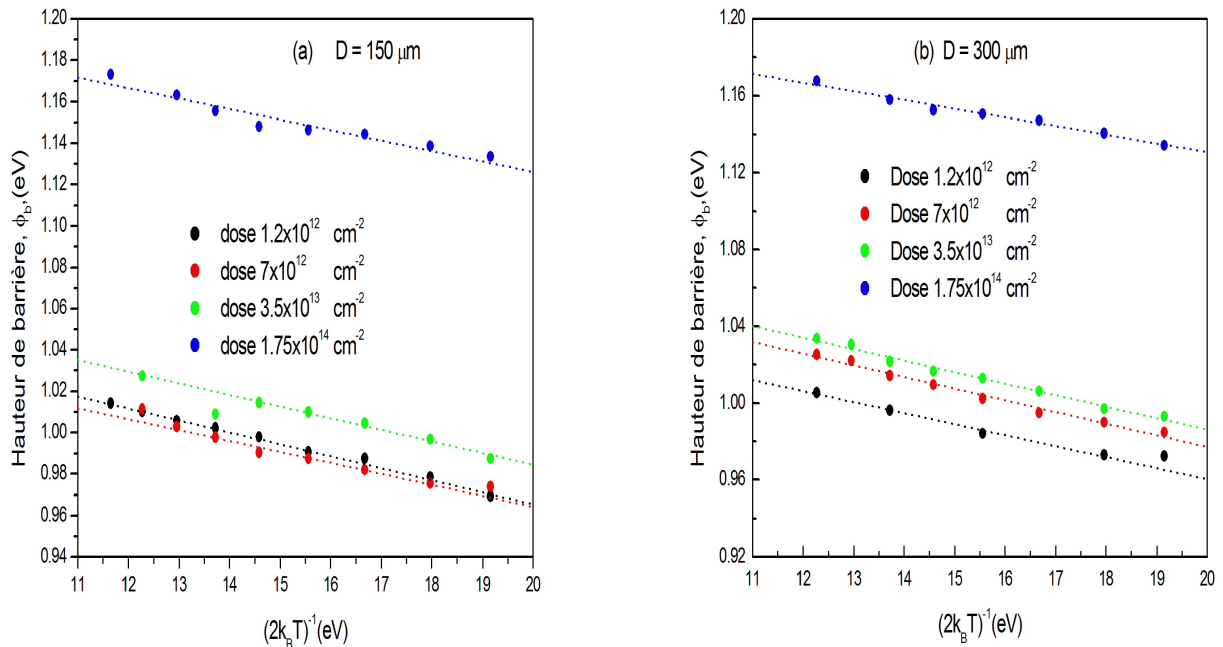 (a) D = 150 μm
Hauteur de barrière, ϕb,(eV)
1.20
1.18
1.16
1.14
1.12
1.10
1.08
1.06
1.04
1.02
1.00
0.98
0.96
0.94
dose 1.2x10^12 cm^-2
dose 7x10^12 cm^-2
dose 3.5x10^13 cm^-2
dose 1.75x10^14 cm^-2
11 12 13 14 15 16 17 18 19 20
(2k_BT)^-1(eV)
(b) D = 300 μm
Hauteur de barrière, ϕb,(eV)
1.20
1.16
1.12
1.08
1.04
1.00
0.96
0.92
Dose 1.2x10^12 cm^-2
Dose 7x10^12 cm^-2
Dose 3.5x10^13 cm^-2
Dose 1.75x10^14 cm^-2
11 12 13 14 15 16 17 18 19 20
(2k_BT)^-1(eV)